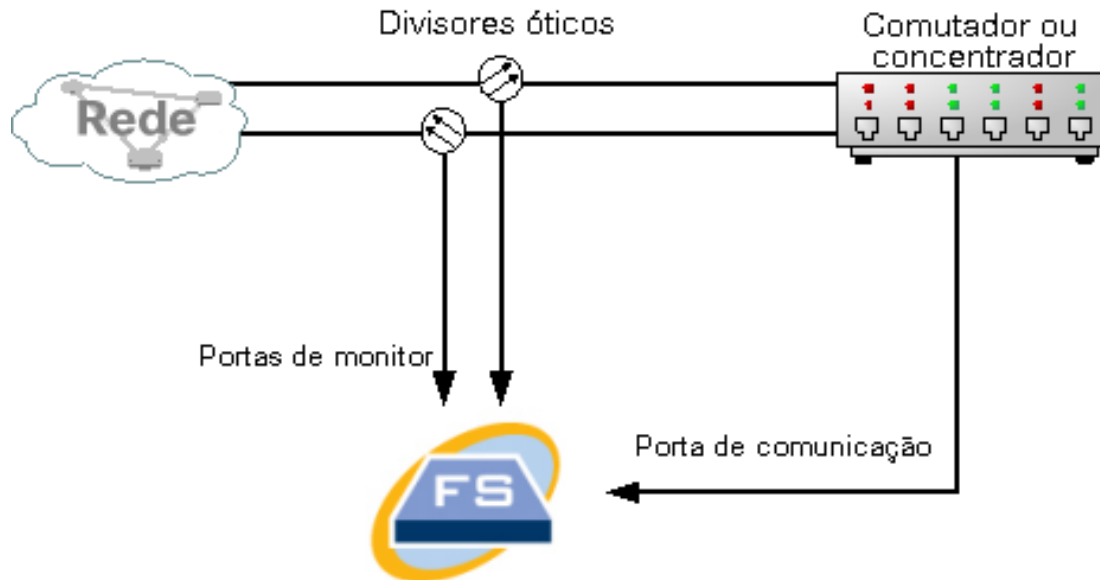 Divisores óticos
Comutador ou
concentrador
Rede
Portas de monitor
Porta de comunicação
FS